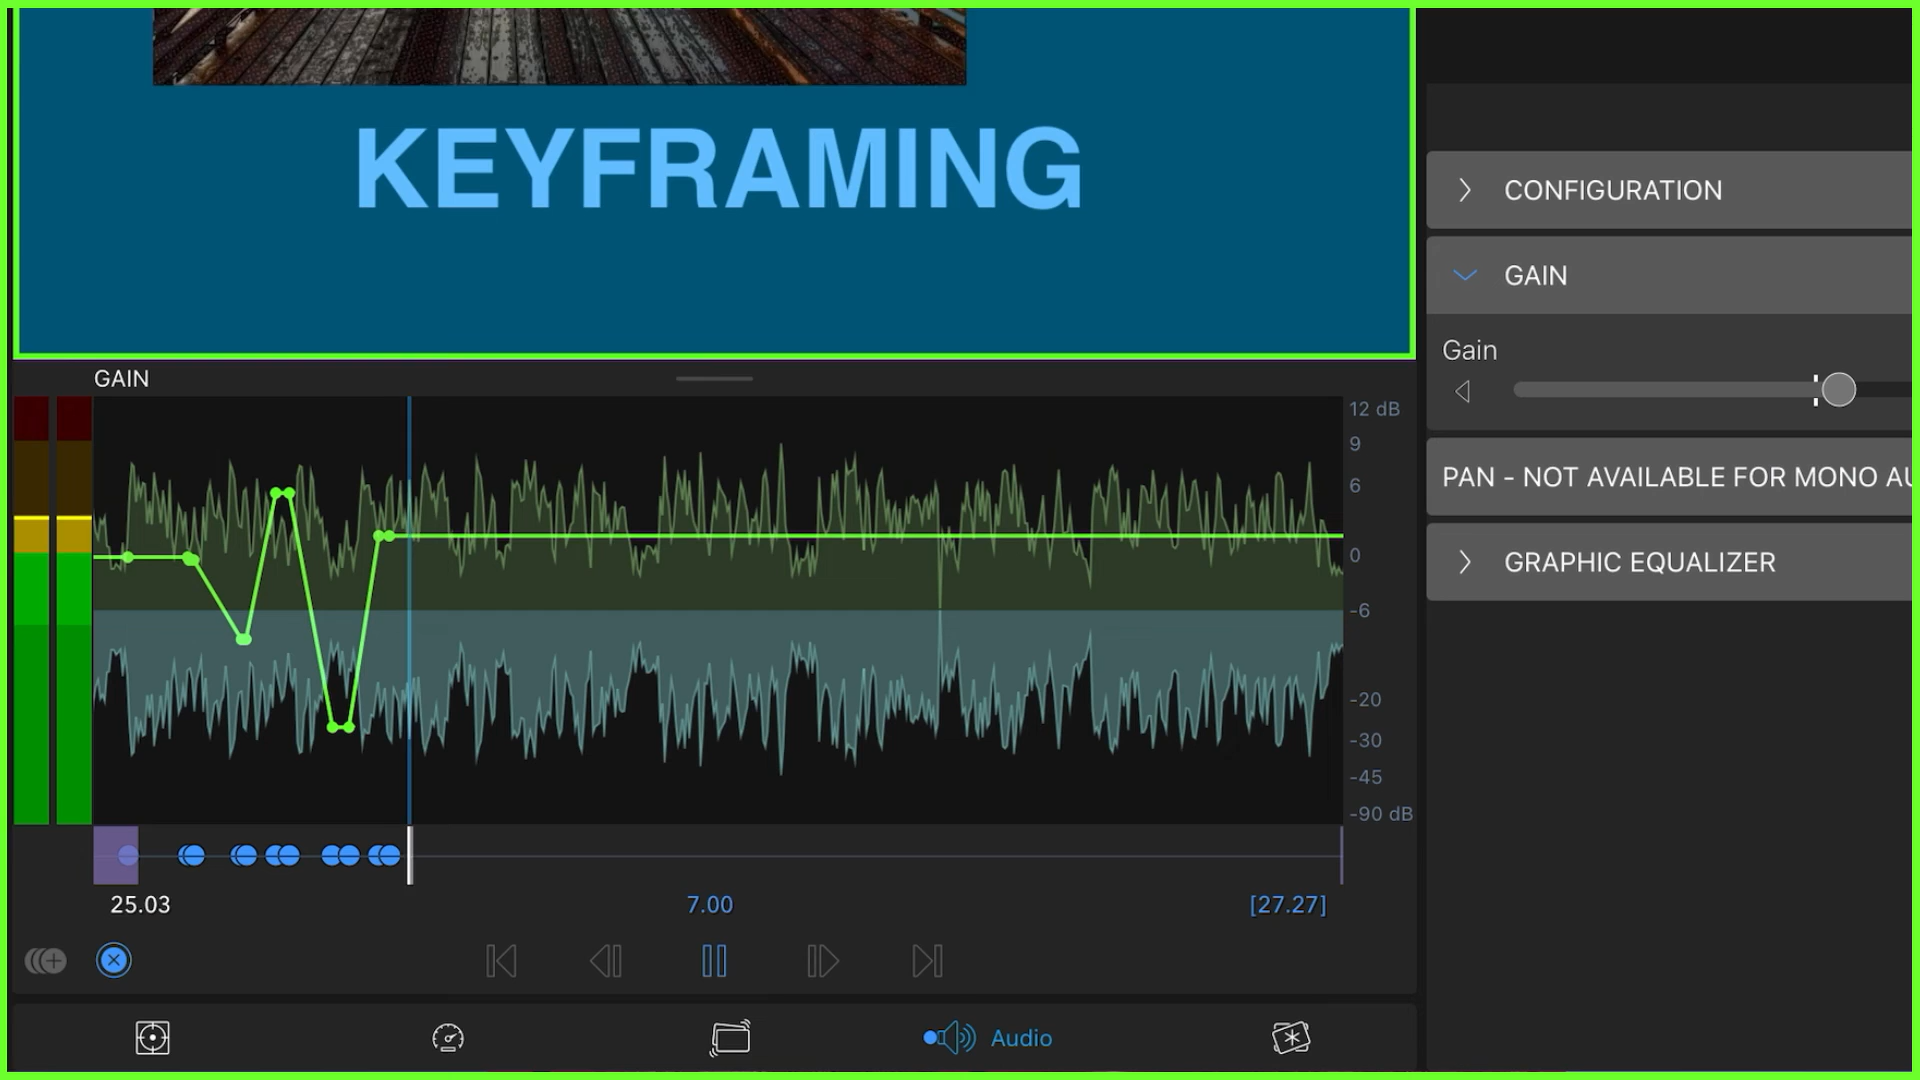 KEYFRAMING
CONFIGURATION
GAIN
Gain
PAN - NOT AVAILABLE FOR MONO AU
GRAPHIC EQUALIZER
GAIN
12 dB
9
6
0
-6
-20
-30
-45
-90 dB
25.03
7.00
[27.27]
Audio